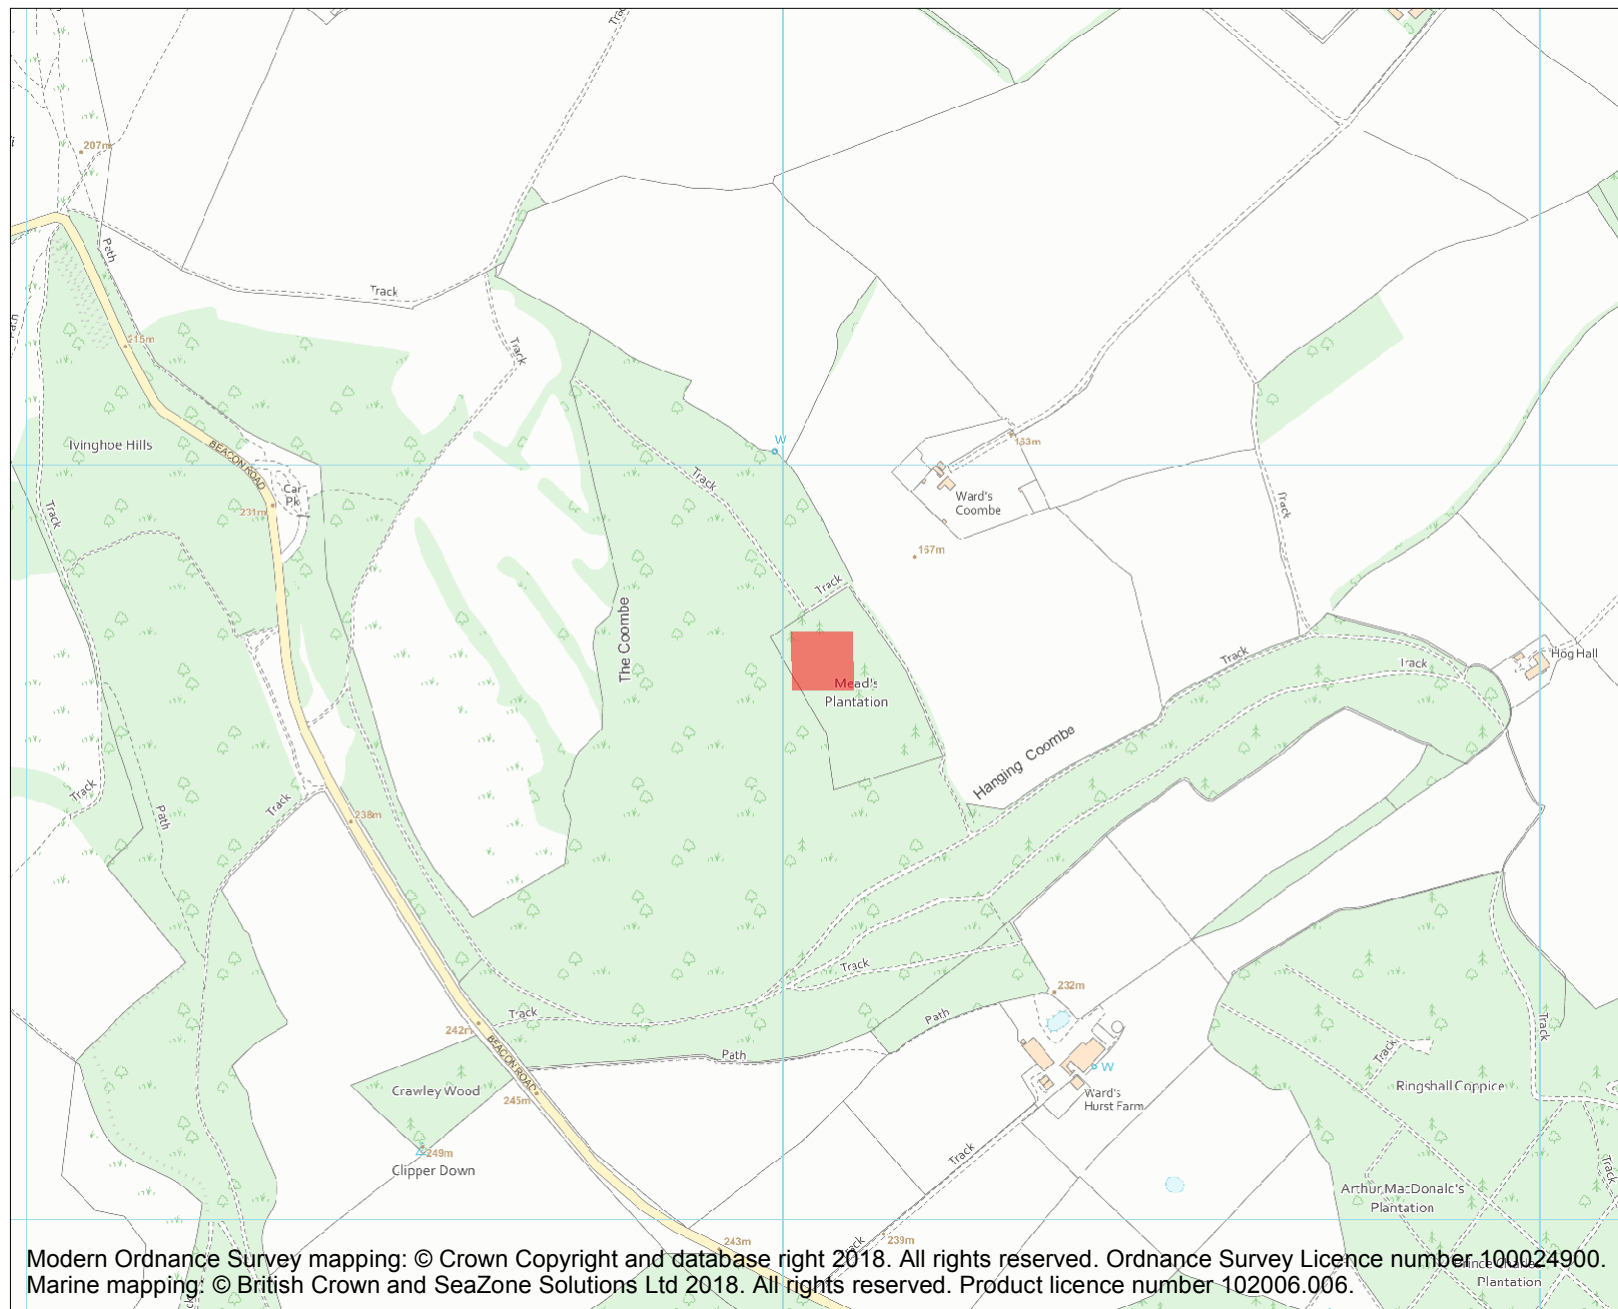 Track
207m
Path
Track
215m
Track
Ivinghoe Hills
BEACON ROAD
W
163m
Car
Pk
231m
Track
Ward's
Coombe
Track
Track
167m
Track
The Coombe
Mead's
Plantation
Track
Track
Hog Hall
Hanging Coombe
Track
Track
Path
238m
Track
232m
Path
Track
242m
BEACON ROAD
Path
Track
Track
W
Crawley Wood
245m
Ward's
Hurst Farm
Ringshall Coppice
249m
Clipper Down
Track
Track
Arthur MacDonald's
Plantation
243m
239m
Track
Modern Ordnance Survey mapping: © Crown Copyright and database right 2018. All rights reserved. Ordnance Survey Licence number 100024900.
Marine mapping: © British Crown and SeaZone Solutions Ltd 2018. All rights reserved. Product licence number 102006.006.
Plantation